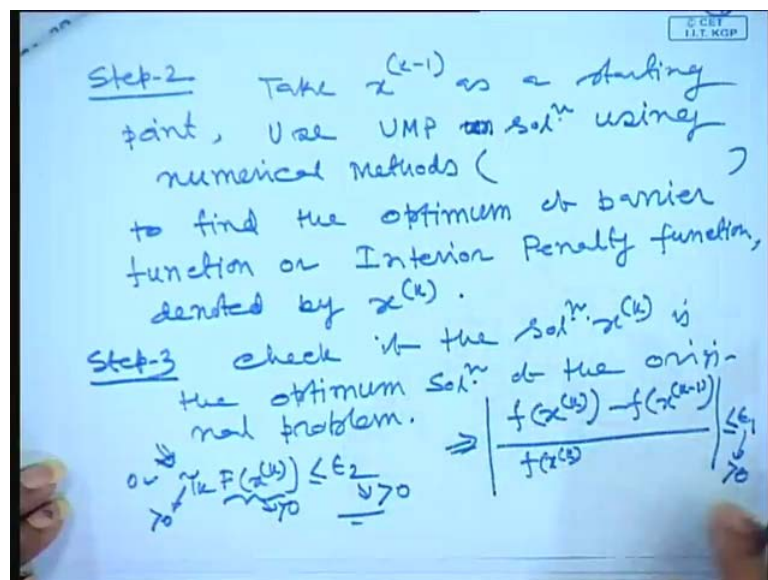 © CET
I.I.T. KGP
Step-2 Take x^(k-1) as a starting
point, Use UMP solⁿ using
numerical methods ( )
to find the optimum of barrier
function or Interior Penalty function,
denoted by x^(k).
Step-3 check if the solⁿ. x^(k) is
the optimum solⁿ. of the origi-
nal problem. ⇒ | f(x^(k)) - f(x^(k-1)) / f(x^(k)) | ≤ ε₁
↓ >0
or r_k F(x^(k)) ≤ ε₂
>0 >0 >0